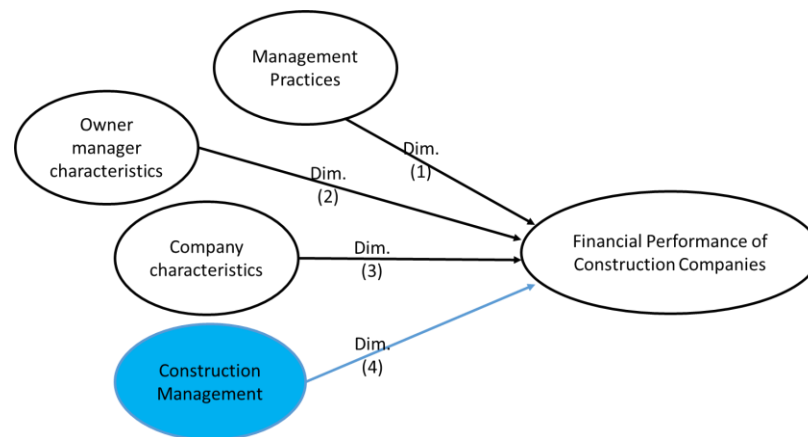 Management
Practices
Owner
manager
characteristics
Dim.
(1)
Dim.
(2)
Company
characteristics
Dim.
(3)
Financial Performance of
Construction Companies
Dim.
(4)
Construction
Management